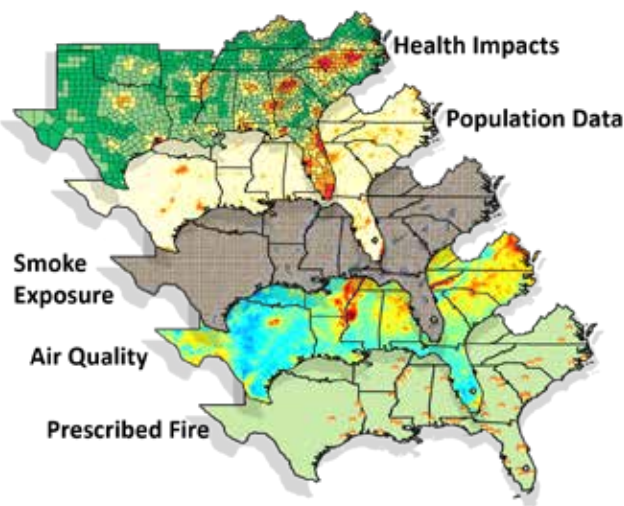 Health Impacts
Population Data
Smoke
Exposure
Air Quality
Prescribed Fire